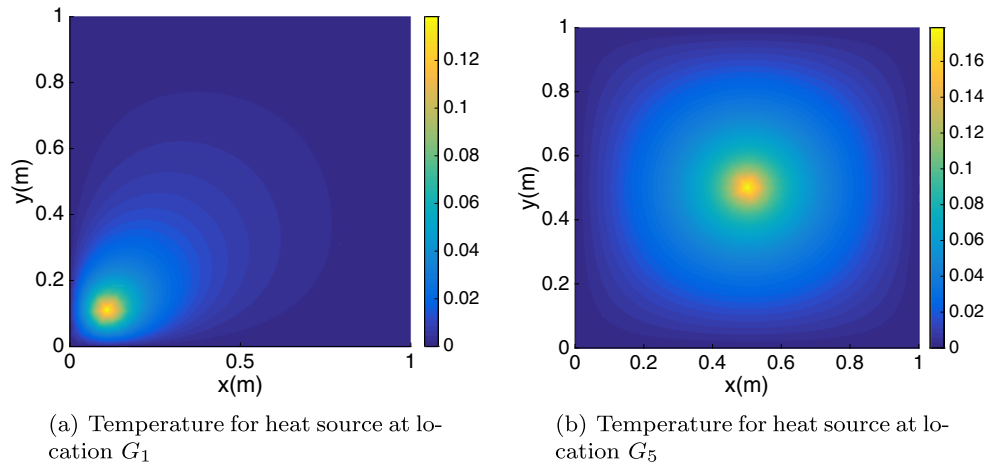 1
0.8
0.6
0.4
0.2
0
y(m)
0 0.5 1
x(m)
0.12
0.1
0.08
0.06
0.04
0.02
0
(a) Temperature for heat source at lo-
cation G1
1
0.8
0.6
0.4
0.2
0
y(m)
0 0.2 0.4 0.6 0.8 1
x(m)
0.16
0.14
0.12
0.1
0.08
0.06
0.04
0.02
0
(b) Temperature for heat source at lo-
cation G5